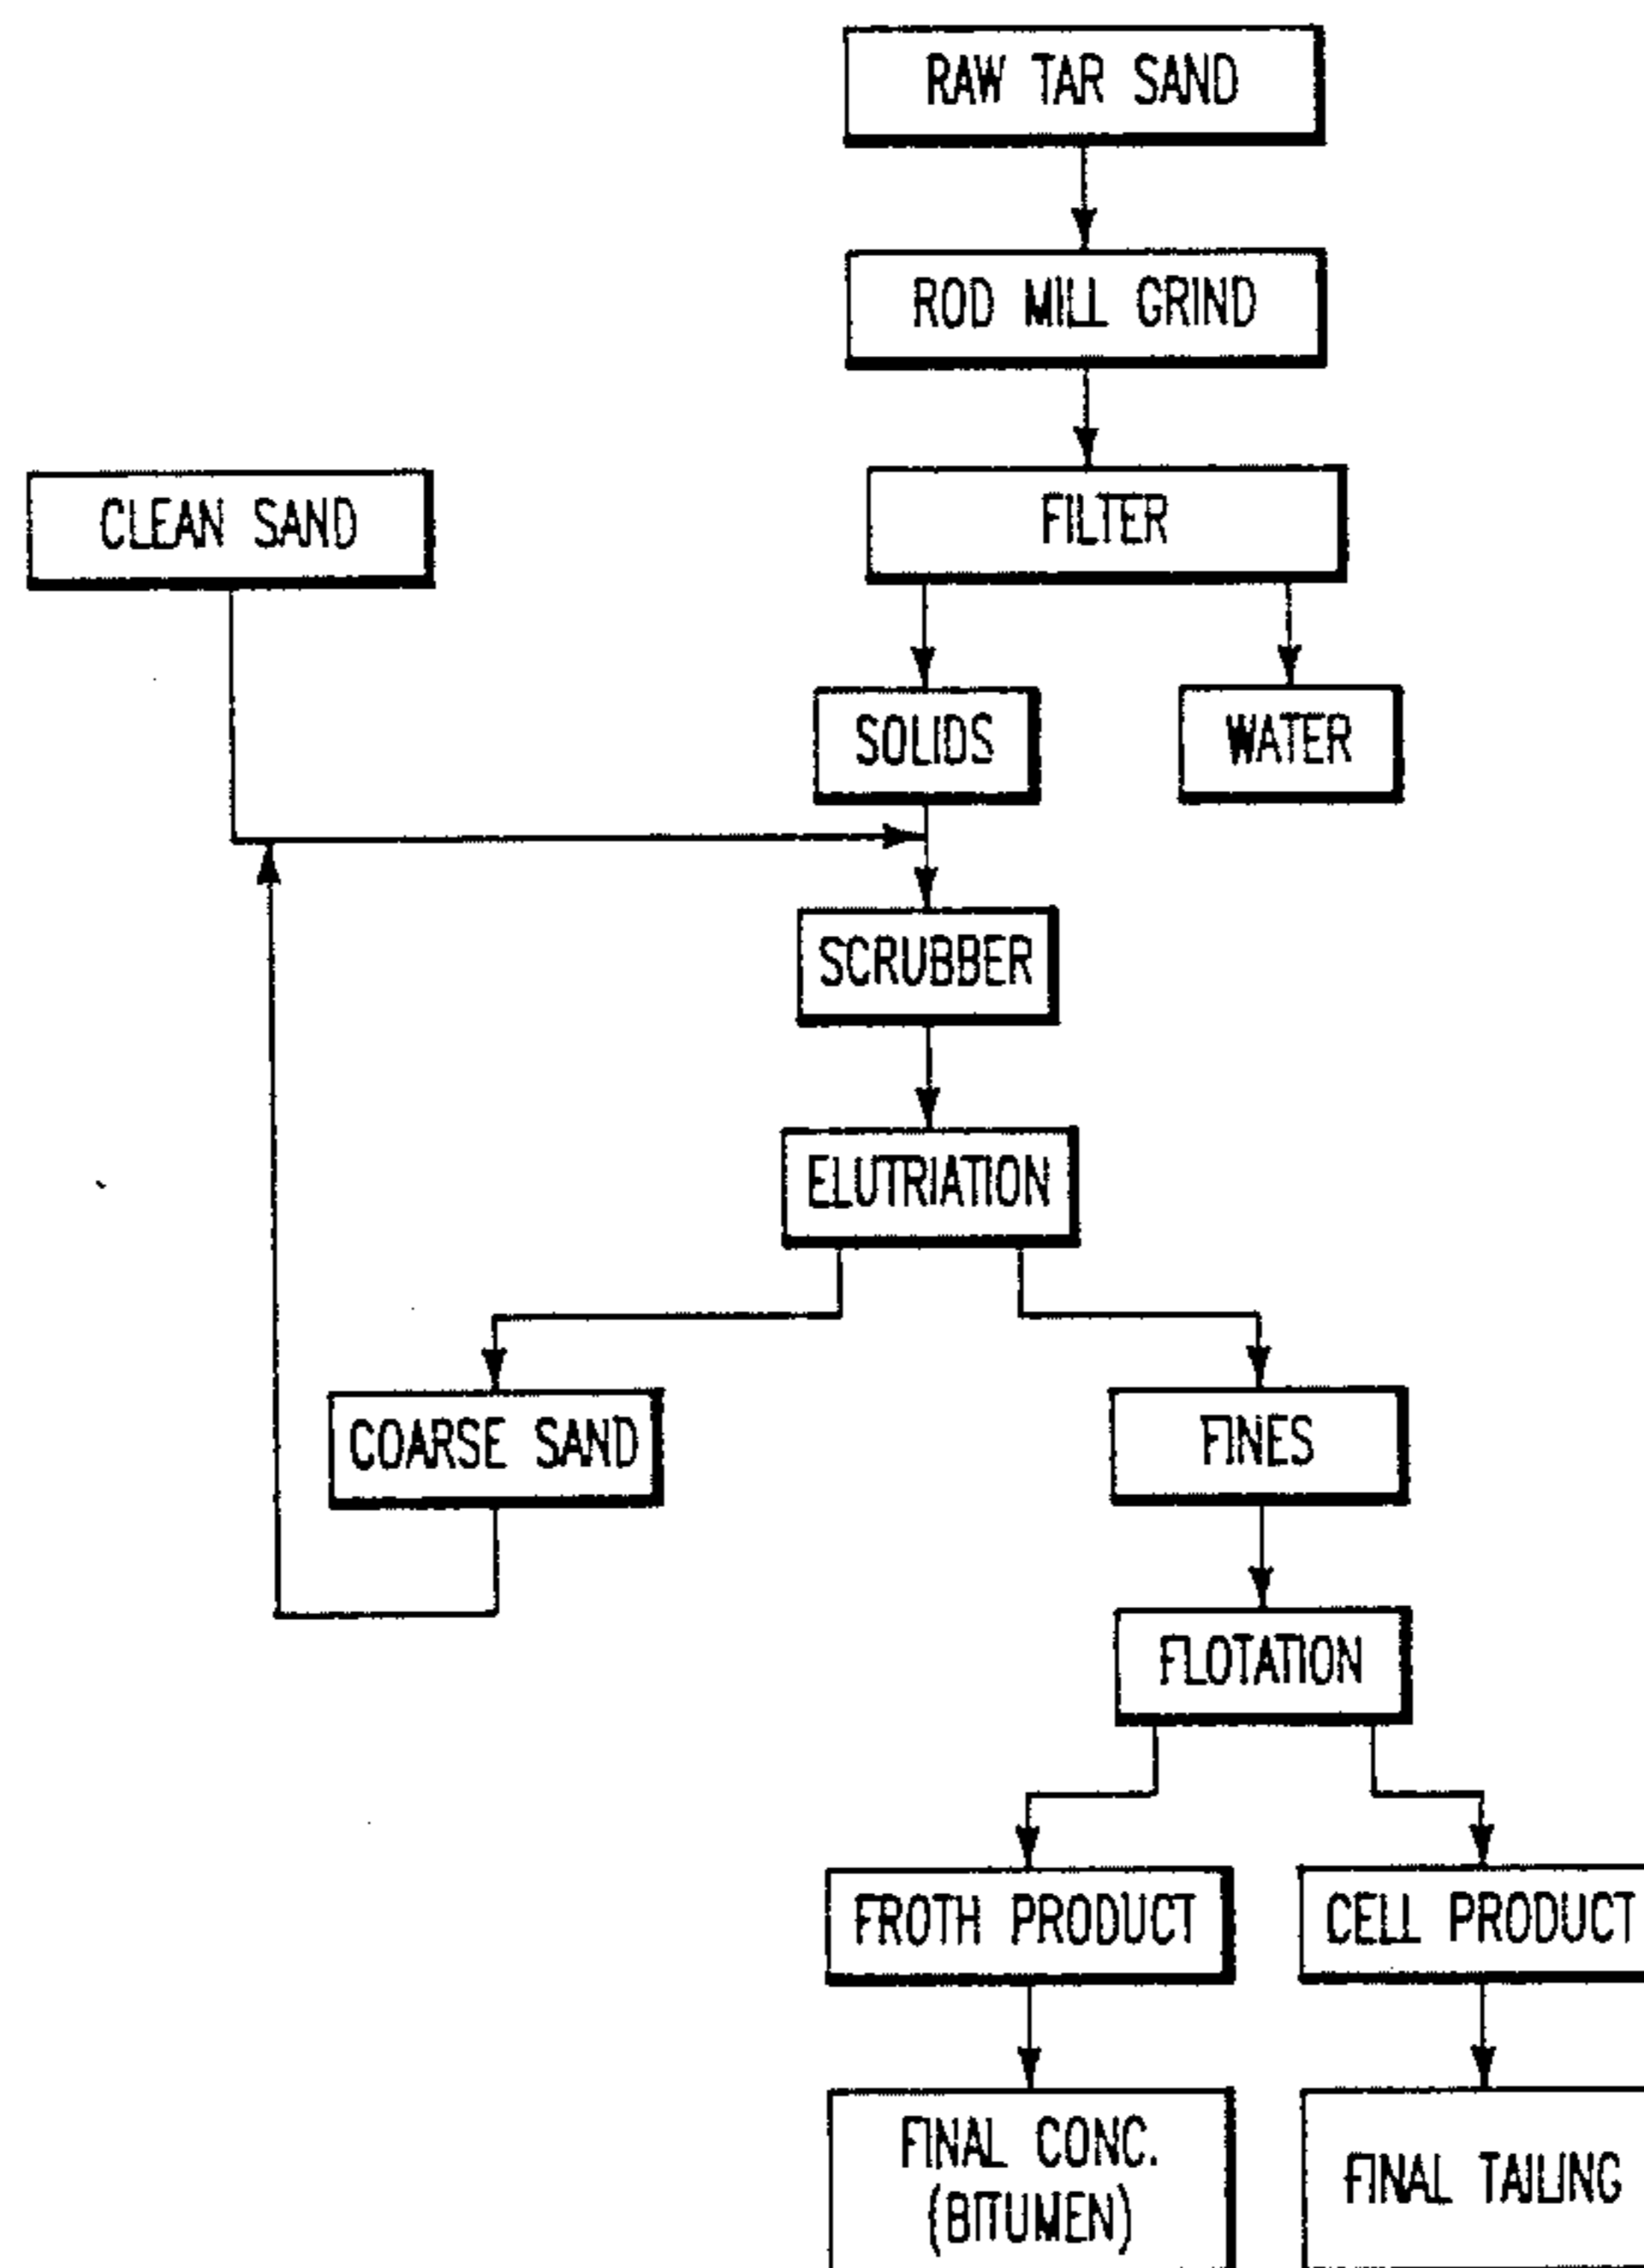 RAW TAR SAND
ROD MILL GRIND
CLEAN SAND
FILTER
SOLIDS
WATER
SCRUBBER
ELUTRIATION
COARSE SAND
FINES
FLOTATION
FROTH PRODUCT
CELL PRODUCT
FINAL CONC.
(BITUMEN)
FINAL TAILING